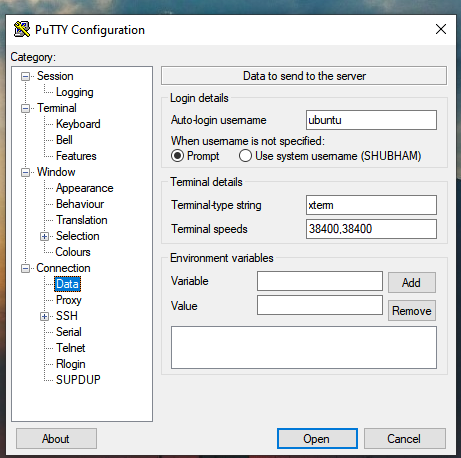 PuTTY Configuration
Category:
Session
Logging
Terminal
Keyboard
Bell
Features
Window
Appearance
Behaviour
Translation
Selection
Colours
Connection
Data
Proxy
SSH
Serial
Telnet
Rlogin
SUPDUP
Data to send to the server
Login details
Auto-login username ubuntu
When username is not specified:
Prompt Use system username (SHUBHAM)
Terminal details
Terminal-type string xterm
Terminal speeds 38400,38400
Environment variables
Variable Add
Value Remove
About Open Cancel